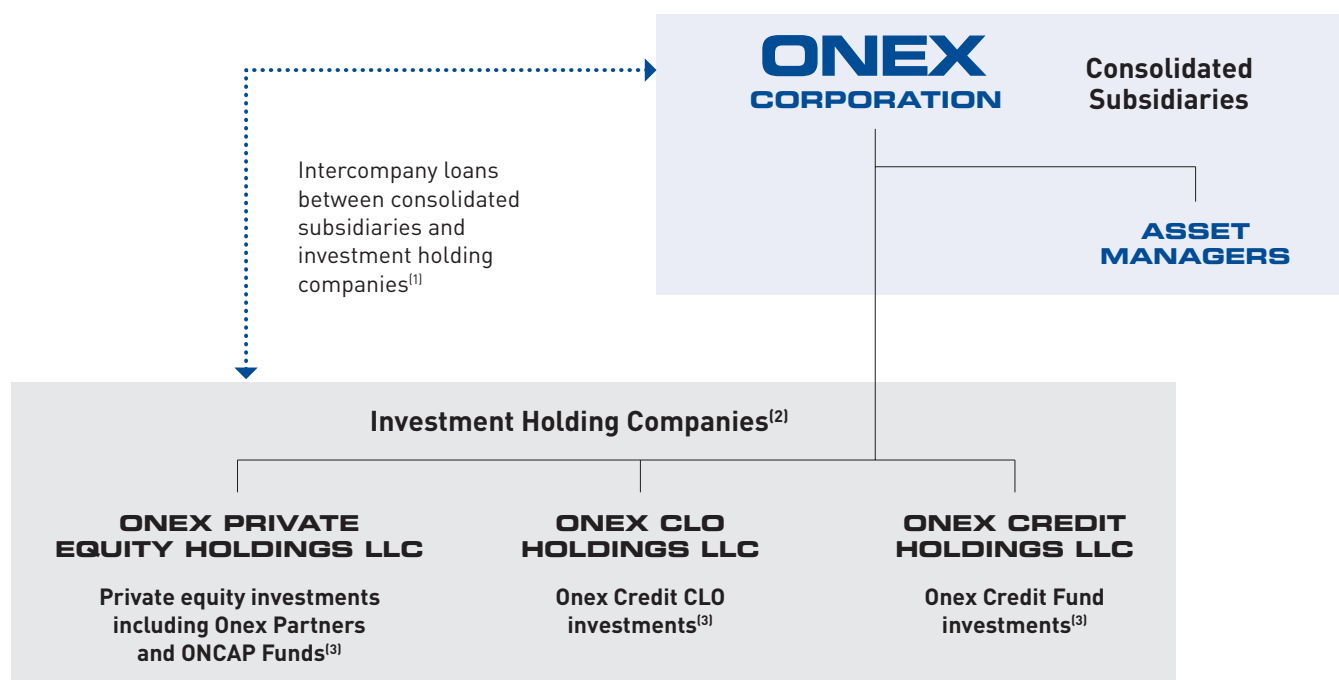 ONEX
CORPORATION
Consolidated
Subsidiaries
Intercompany loans
between consolidated
subsidiaries and
investment holding
companies(1)
ASSET
MANAGERS
Investment Holding Companies(2)
ONEX PRIVATE
EQUITY HOLDINGS LLC
Private equity investments
including Onex Partners
and ONCAP Funds(3)
ONEX CLO
HOLDINGS LLC
Onex Credit CLO
investments(3)
ONEX CREDIT
HOLDINGS LLC
Onex Credit Fund
investments(3)